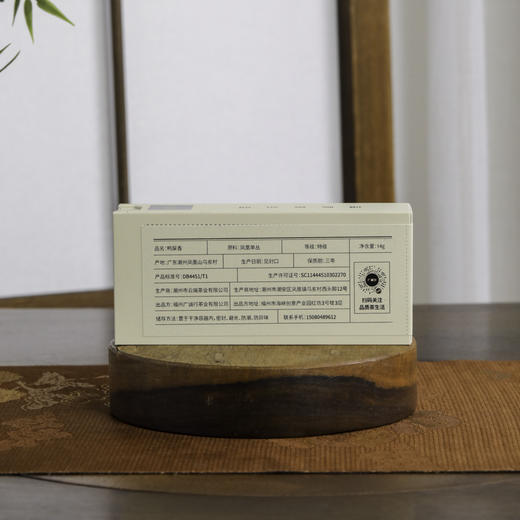 品名：鸭屎香 原料：凤凰单丛 等级：特级 净含量：14g
产地：广东潮州凤凰山乌岽村 生产日期：见封口 保质期：三年
产品标准号：DB4451/T1 生产许可证号：SC11444510302270
生产商：潮州市云端茶业有限公司 生产商地址：潮州市潮安区凤凰镇乌岽村西头部12号
出品方：福州广誠行茶业有限公司 出品方地址：福州市海峡创意产业园红坊3号楼3层
储存方法：置于干净容器内，密封，避光，防潮，防异味 联系手机：15080489612
扫码关注
品质茶生活